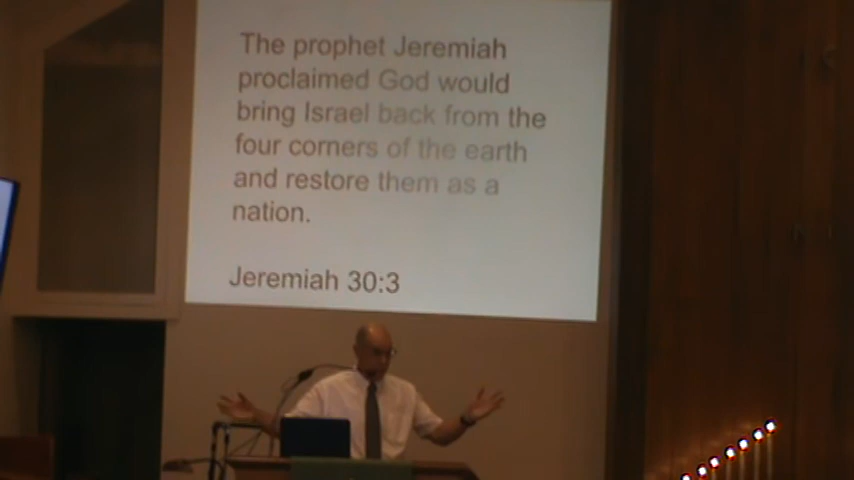 The prophet Jeremiah
proclaimed God would
bring Israel back from the
four corners of the earth
and restore them as a
nation.
Jeremiah 30:3